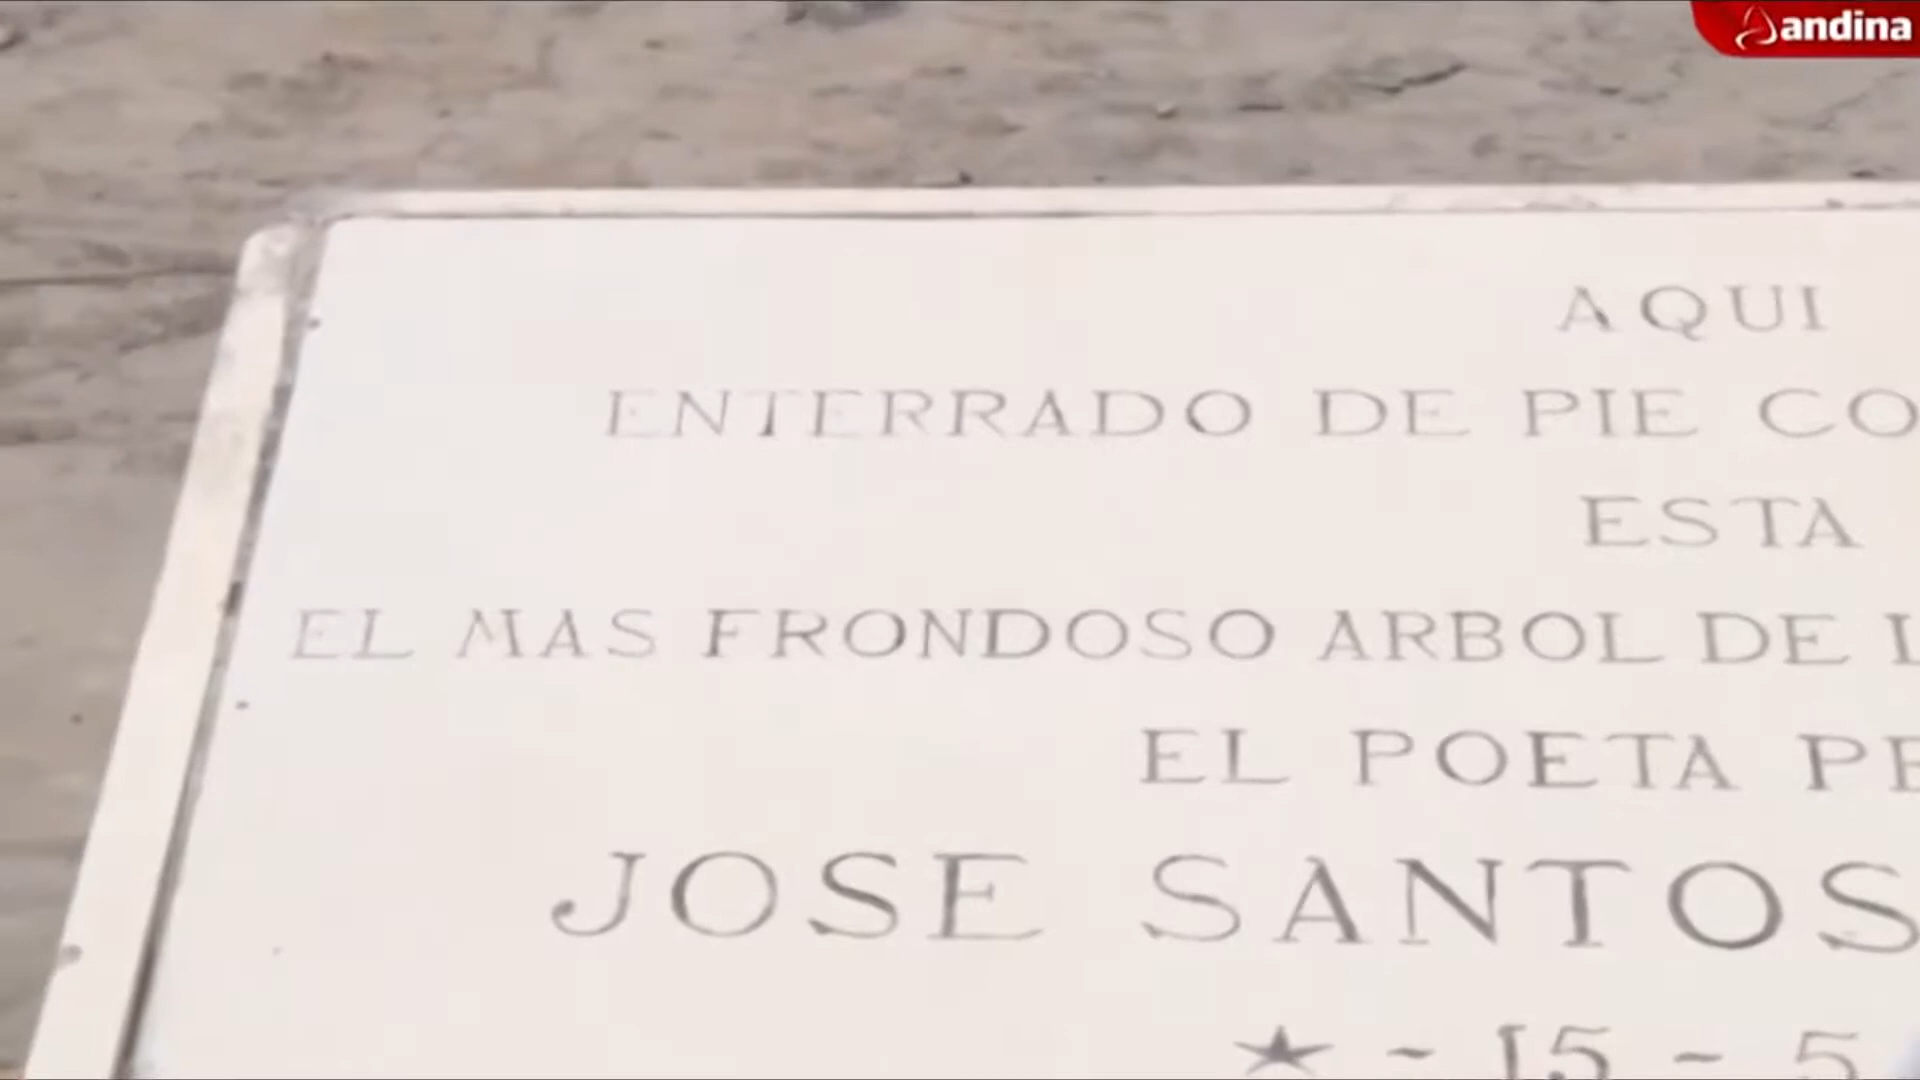 andina
AQUI
ENTERRADO DE PIE CO
ESTA
EL MAS FRONDOSO ARBOL DE L
EL POETA PE
JOSE SANTOS
★ - 15 - 5